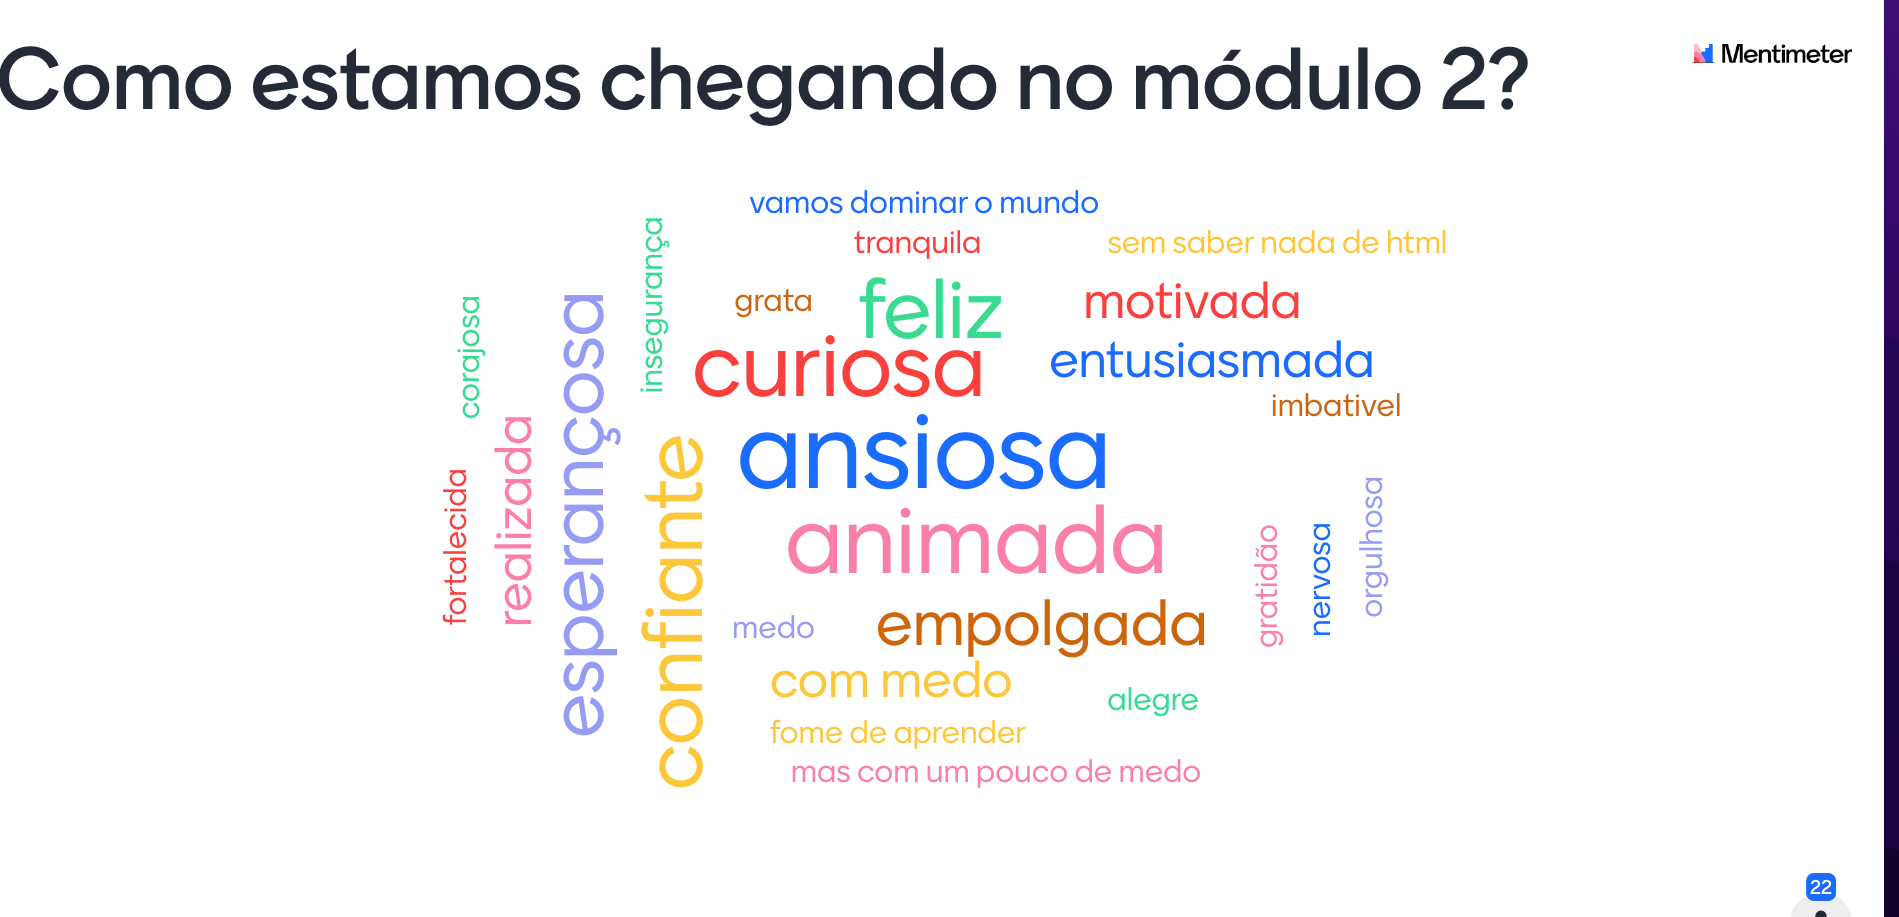 Como estamos chegando no módulo 2?
Mentimeter
vamos dominar o mundo
tranquila
sem saber nada de html
insegurança
grata
feliz
motivada
corajosa
esperançosa
curiosa
entusiasmada
imbativel
realizada
confiante
ansiosa
fortalecida
animada
gratidão
nervosa
orgulhosa
medo
empolgada
com medo
alegre
fome de aprender
mas com um pouco de medo
22